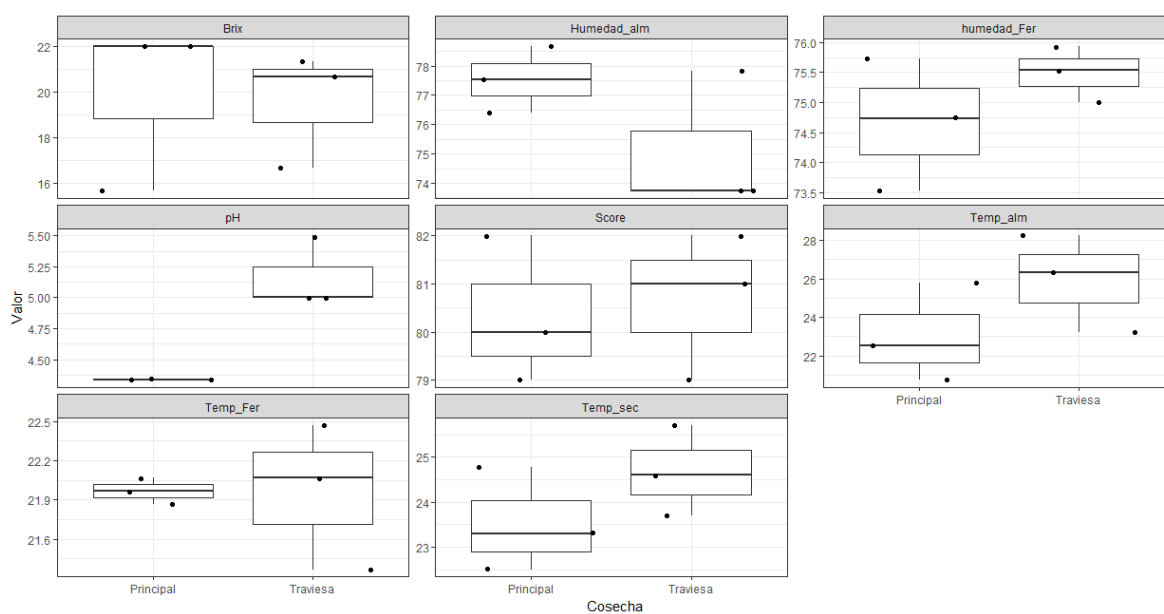 Brix
Humedad_alm
humedad_Fer
22
20
18
16
78
77
76
75
74
76.0
75.5
75.0
74.5
74.0
73.5
pH
Score
Temp_alm
5.50
5.25
5.00
4.75
4.50
82
81
80
79
28
26
24
22
Valor
Principal
Traviesa
Temp_Fer
Temp_sec
22.5
22.2
21.9
21.6
25
24
23
Principal
Traviesa
Principal
Traviesa
Cosecha